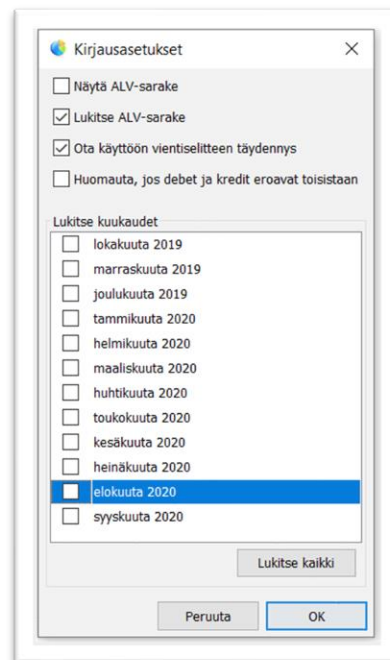 Kirjausasetukset
Näytä ALV-sarake
Lukitse ALV-sarake
Ota käyttöön vientiselitteen täydennys
Huomauta, jos debet ja kredit eroavat toisistaan
Lukitse kuukaudet
lokakuuta 2019
marraskuuta 2019
joulukuuta 2019
tammikuuta 2020
helmikuuta 2020
maaliskuuta 2020
huhtikuuta 2020
toukokuuta 2020
kesäkuuta 2020
heinäkuuta 2020
elokuuta 2020
syyskuuta 2020
Lukitse kaikki
Peruuta OK